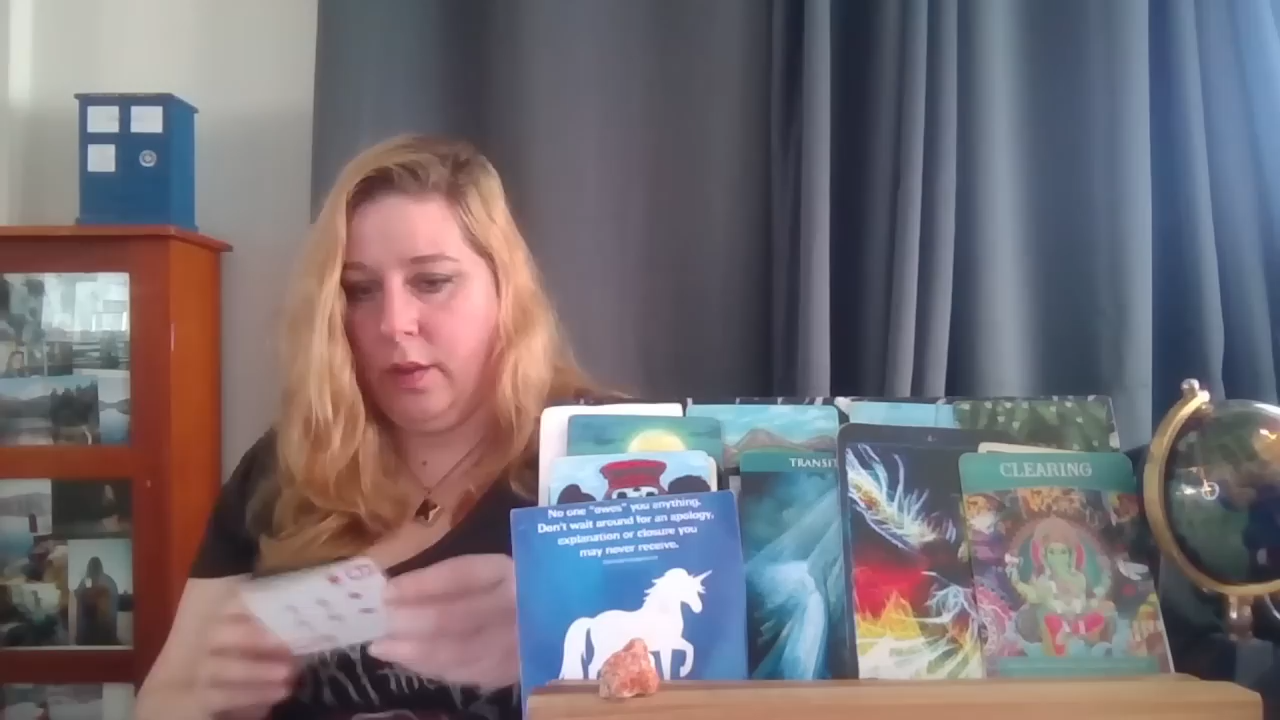 CLEARING
TRANSIT
No one "owes" you anything.
Don't wait around for an apology,
explanation or closure you
may never receive.